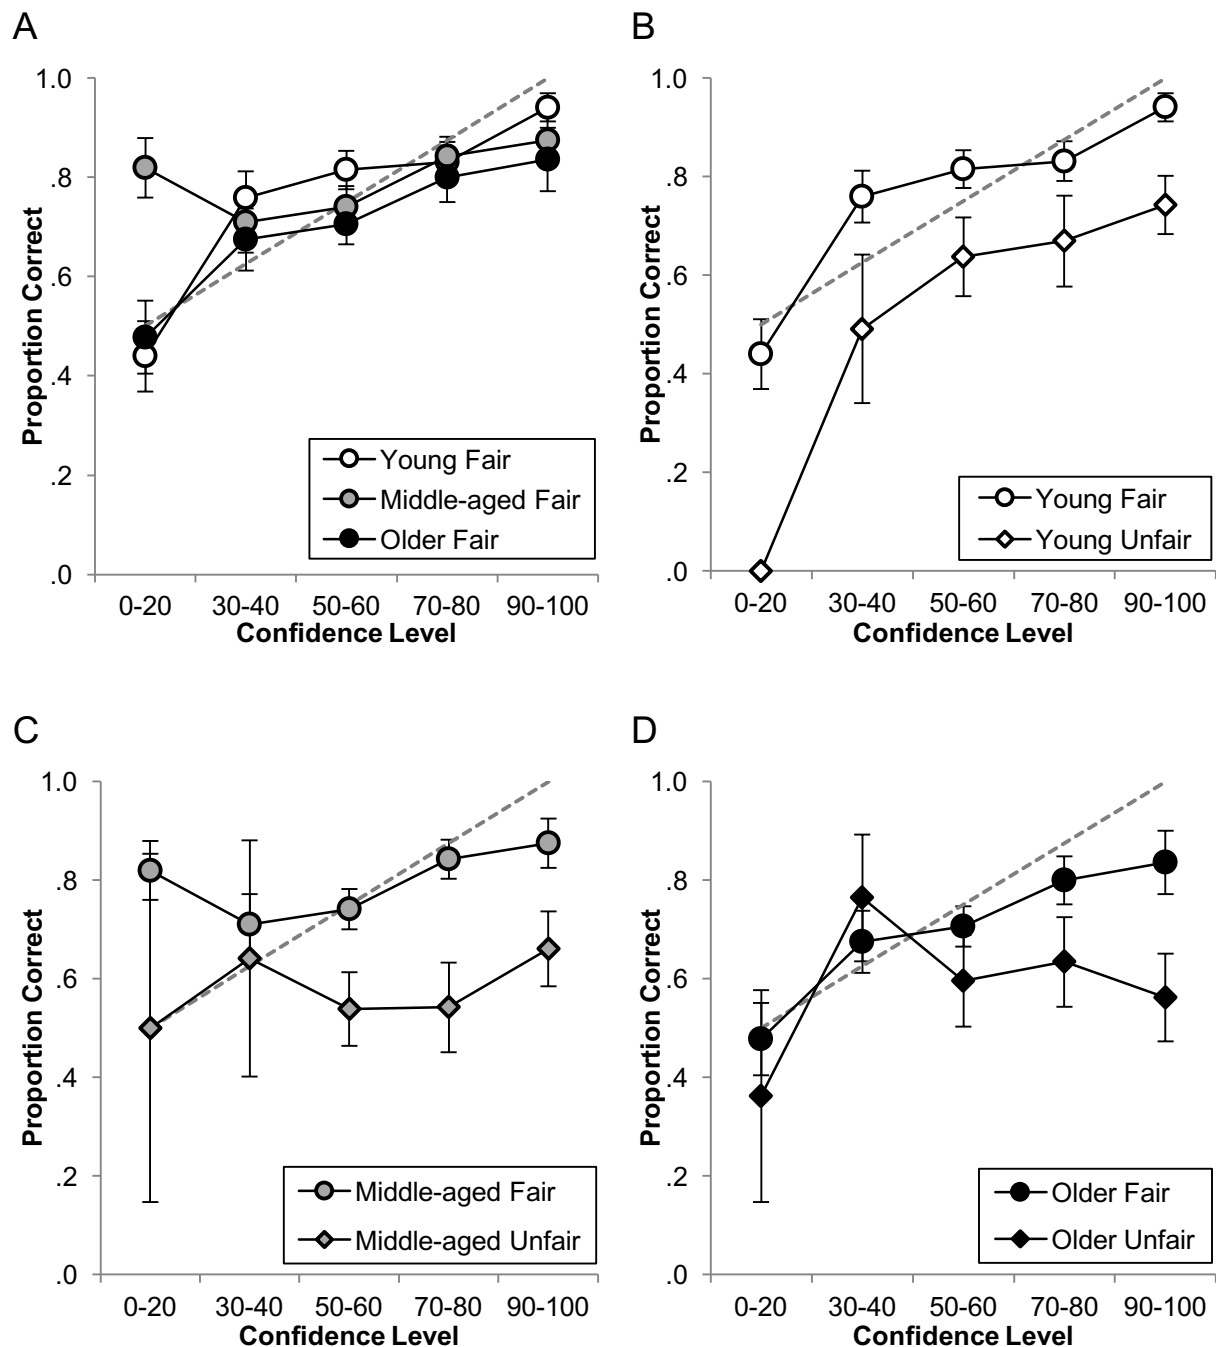 A
1.0
.8
.6
.4
.2
.0
Proportion Correct
Young Fair
Middle-aged Fair
Older Fair
0-20 30-40 50-60 70-80 90-100
Confidence Level
B
1.0
.8
.6
.4
.2
.0
Proportion Correct
Young Fair
Young Unfair
0-20 30-40 50-60 70-80 90-100
Confidence Level
C
1.0
.8
.6
.4
.2
.0
Proportion Correct
Middle-aged Fair
Middle-aged Unfair
0-20 30-40 50-60 70-80 90-100
Confidence Level
D
1.0
.8
.6
.4
.2
.0
Proportion Correct
Older Fair
Older Unfair
0-20 30-40 50-60 70-80 90-100
Confidence Level